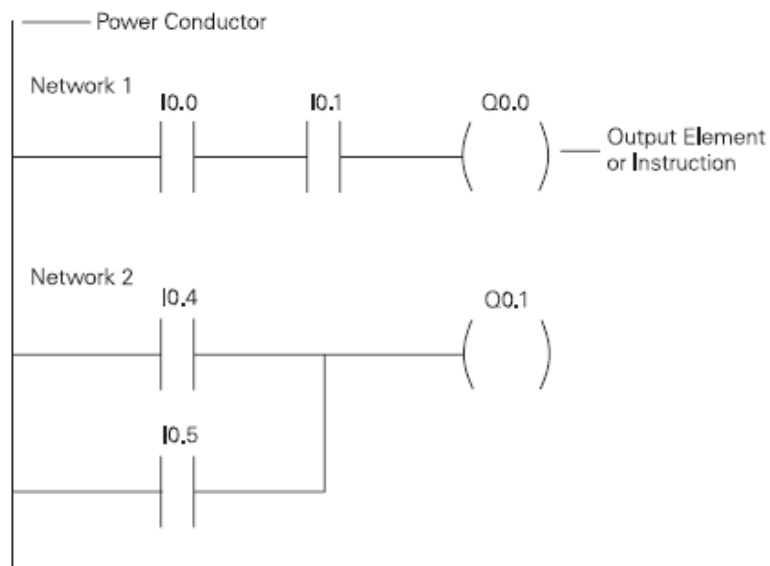 Power Conductor
Network 1
I0.0
I0.1
Q0.0
Output Element
or Instruction
Network 2
I0.4
Q0.1
I0.5